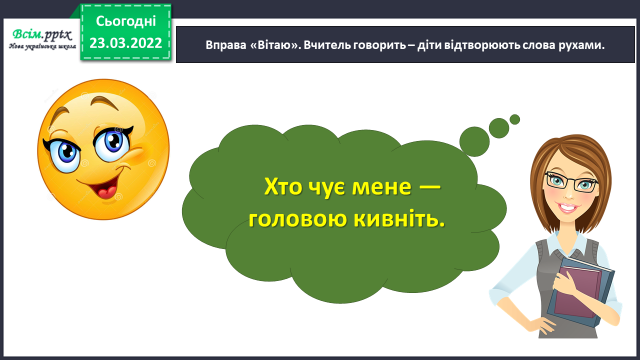 Всім.pptx
Нова українська школа
Сьогодні
23.03.2022
Вправа «Вітаю». Вчитель говорить – діти відтворюють слова рухами.
Хто чує мене —
головою кивніть.